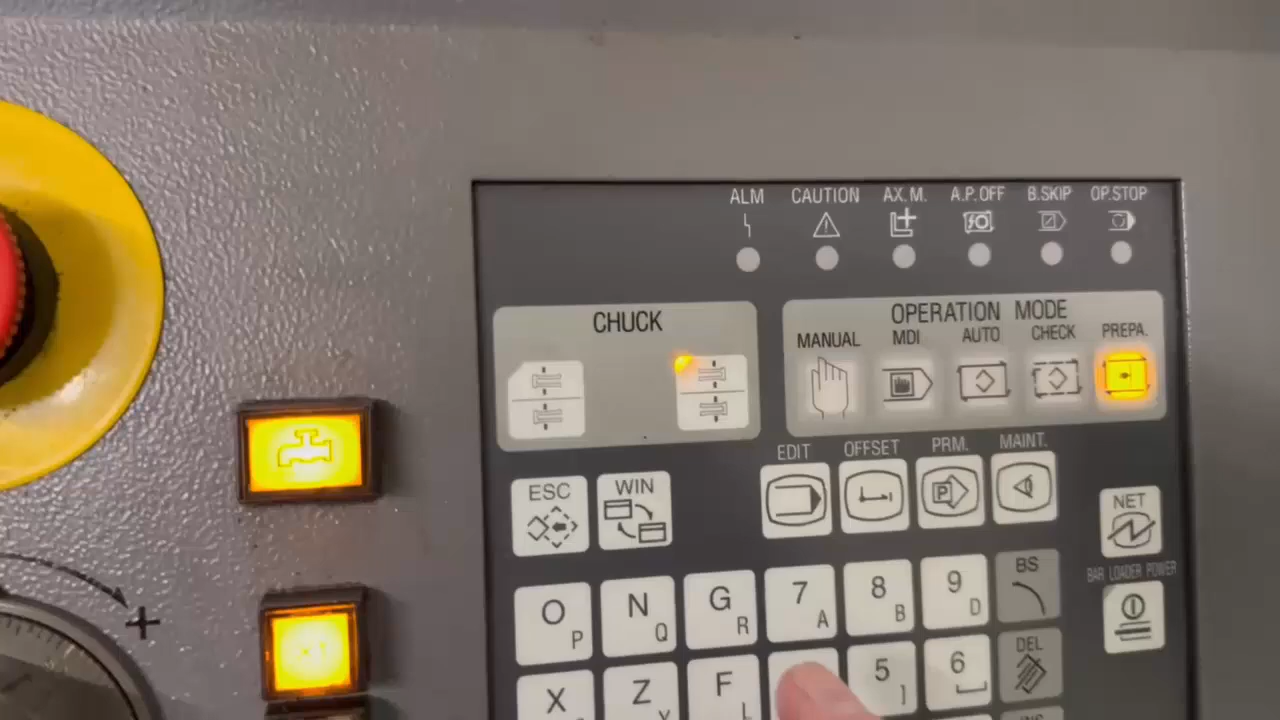 ALM CAUTION AX. M. A.P. OFF B.SKIP OP.STOP
CHUCK
OPERATION MODE
MANUAL MDI AUTO CHECK PREPA.
EDIT OFFSET PRM. MAINT.
P
ESC WIN
NET
BAR LOADER POWER
O P N Q G R 7 A 8 B 9 D BS
X Z F L 5 ] 6 DEL
+